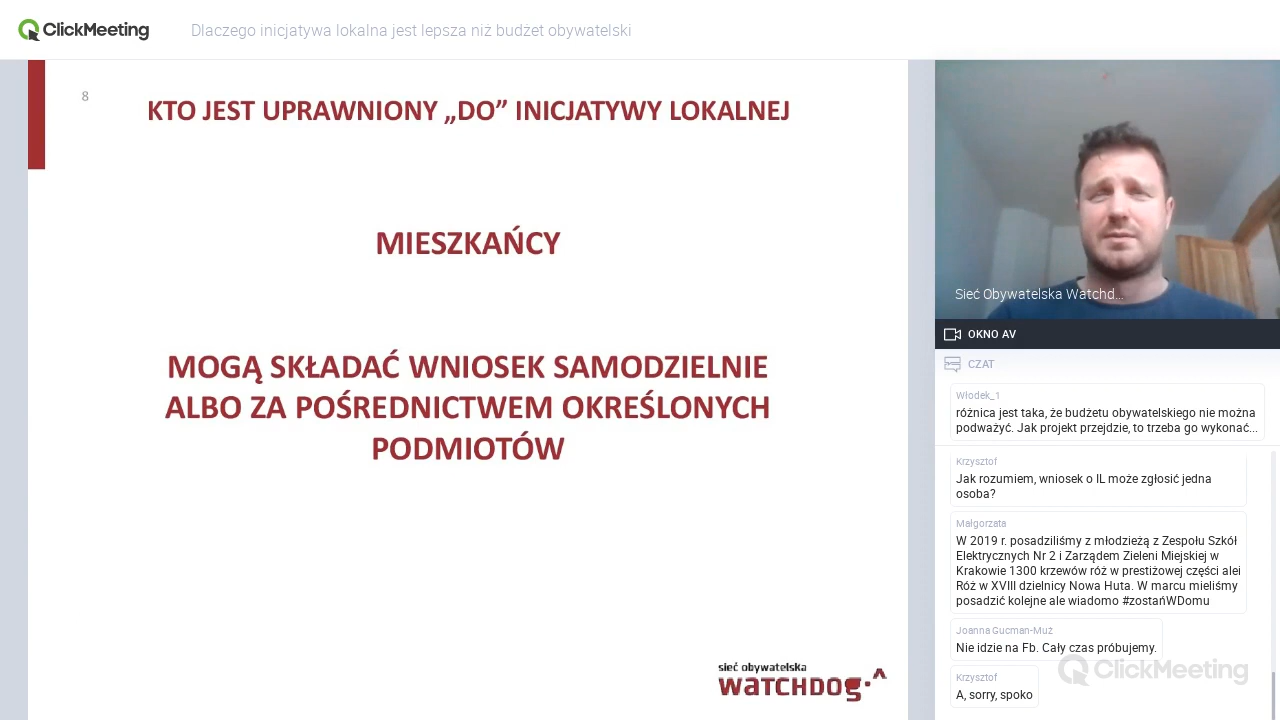 ClickMeeting
Dlaczego inicjatywa lokalna jest lepsza niż budżet obywatelski
8
KTO JEST UPRAWNIONY „DO” INICJATYWY LOKALNEJ
MIESZKAŃCY
MOGĄ SKŁADAĆ WNIOSEK SAMODZIELNIE
ALBO ZA POŚREDNICTWEM OKREŚLONYCH
PODMIOTÓW
sieć obywatelska
WATCHDOG
Sieć Obywatelska Watchd...
OKNO AV
CZAT
Włodek_1
różnica jest taka, że budżetu obywatelskiego nie można
podważyć. Jak projekt przejdzie, to trzeba go wykonać...
Krzysztof
Jak rozumiem, wniosek o IL może zgłosić jedna
osoba?
Małgorzata
W 2019 r. posadziliśmy z młodzieżą z Zespołu Szkół
Elektrycznych Nr 2 i Zarządem Zieleni Miejskiej w
Krakowie 1300 krzewów róż w prestiżowej części alei
Róż w XVIII dzielnicy Nowa Huta. W marcu mieliśmy
posadzić kolejne ale wiadomo #zostańWDomu
Joanna Gucman-Muż
Nie idzie na Fb. Cały czas próbujemy.
Krzysztof
A, sorry, spoko
ClickMeeting